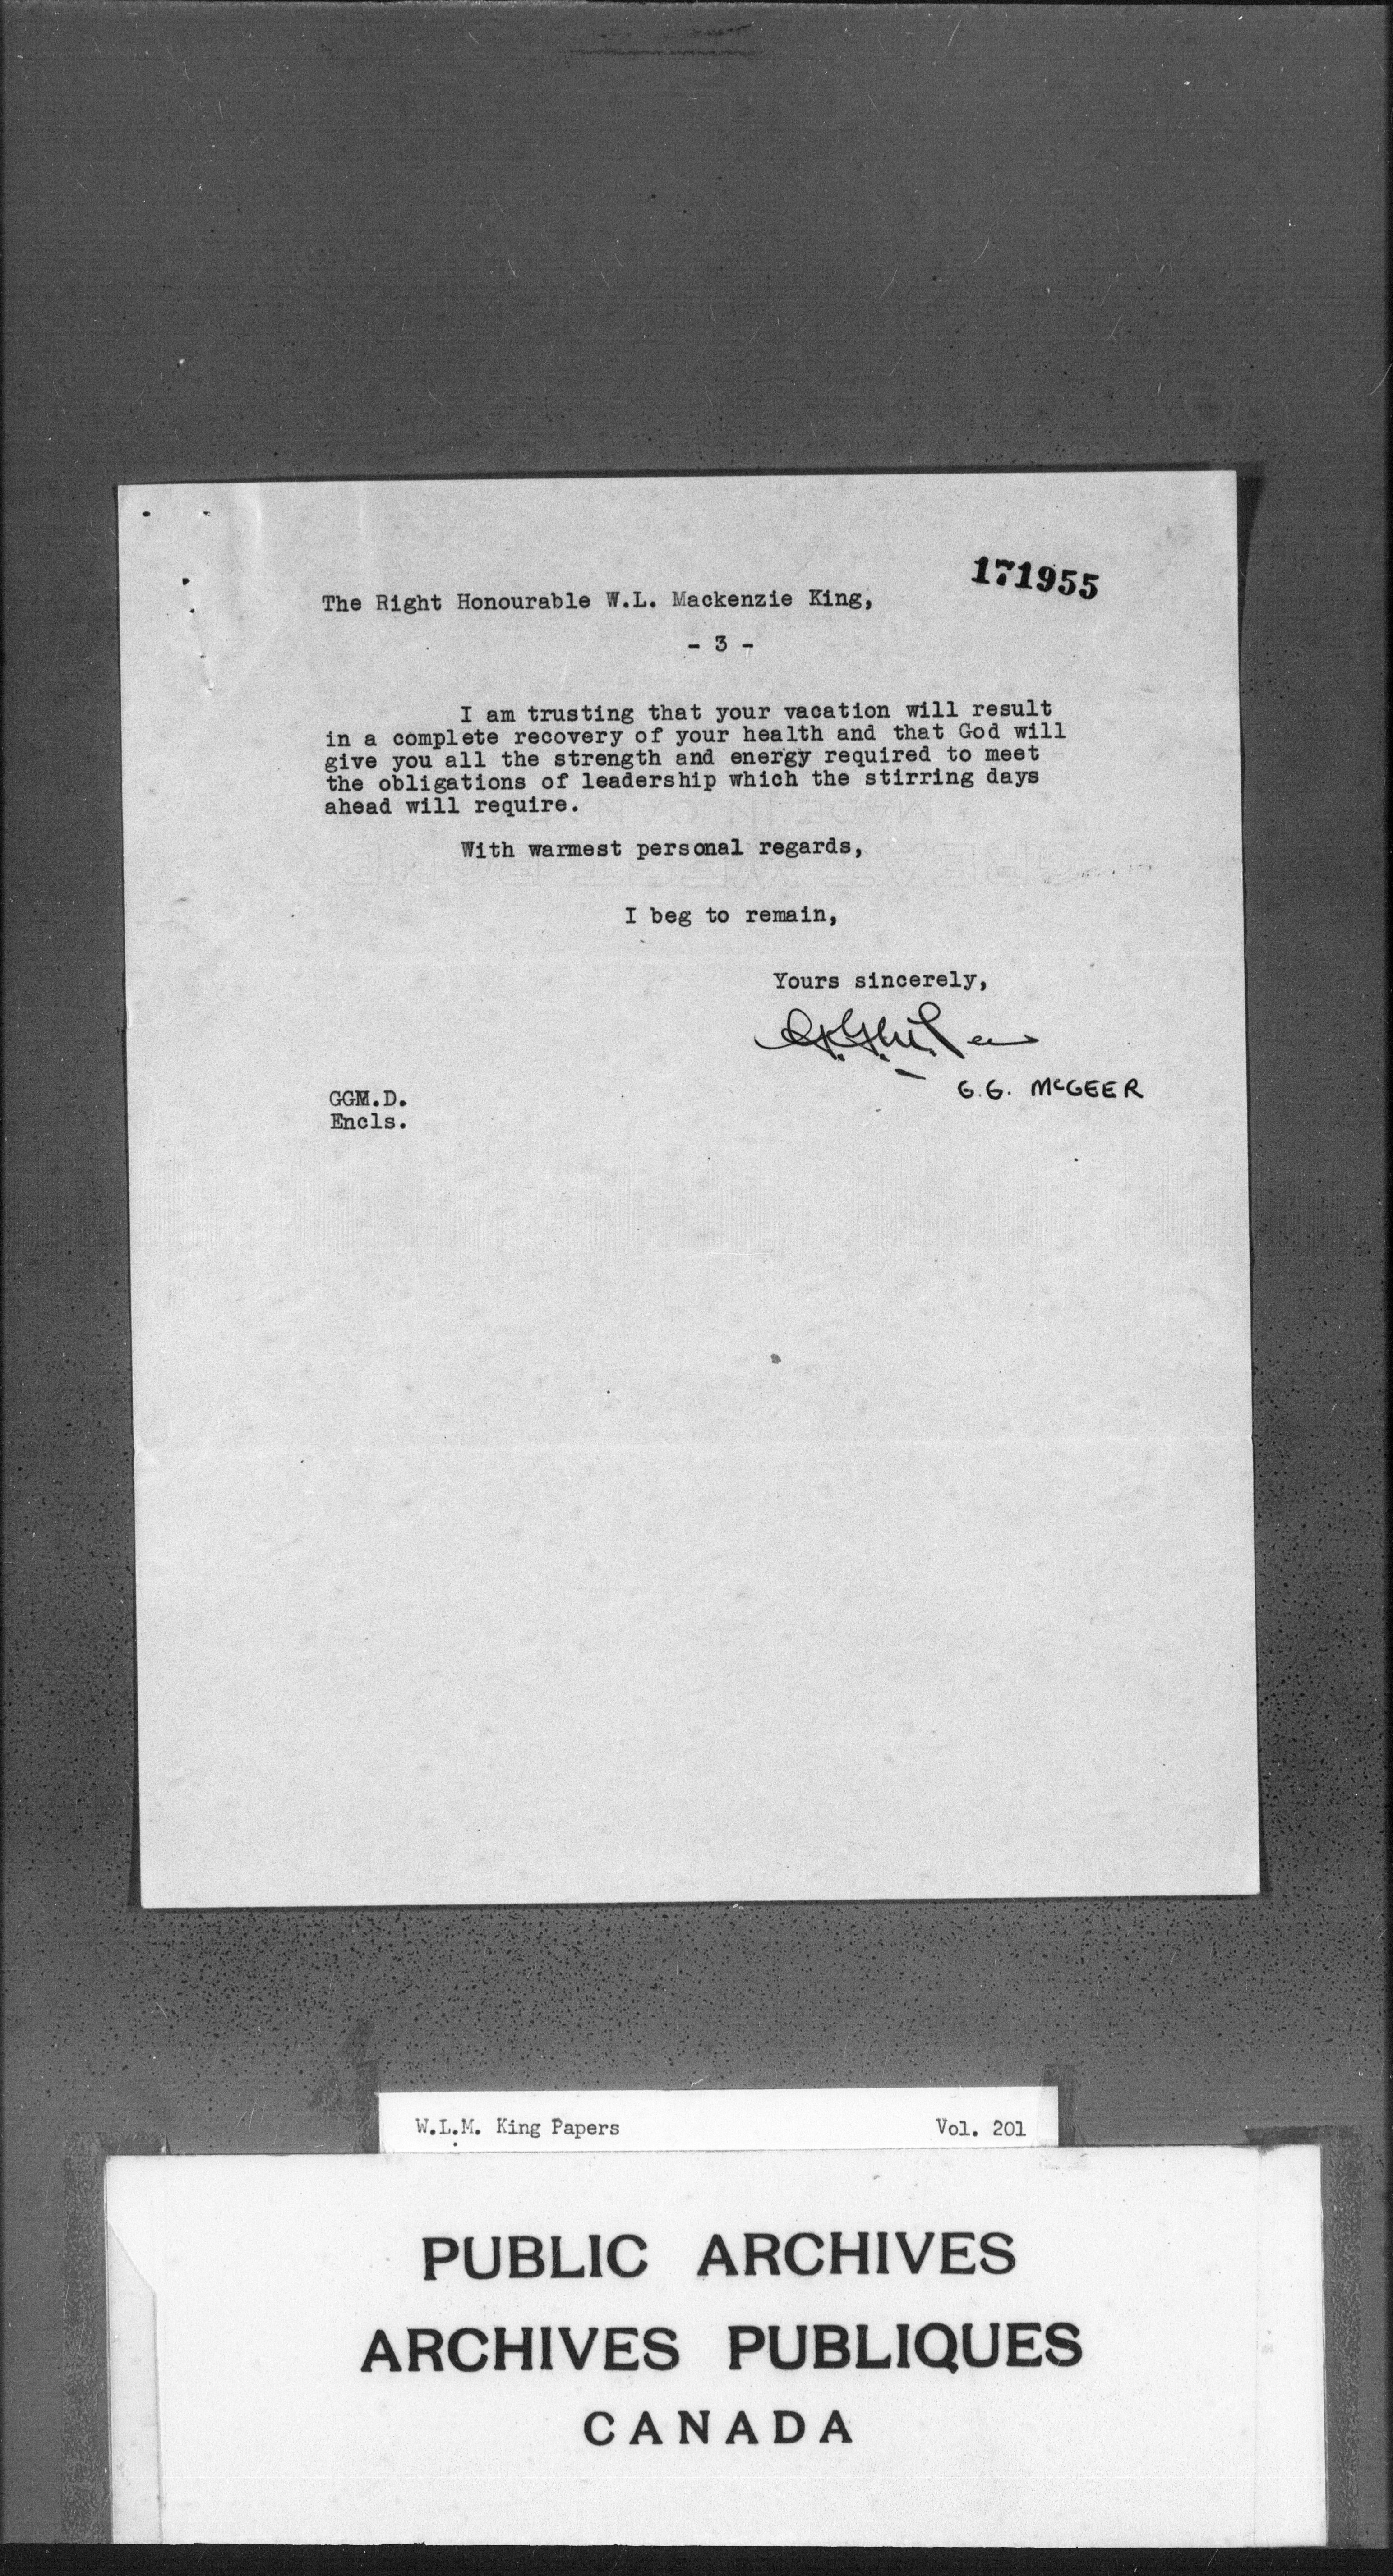 171955
The Right Honourable W.L. Mackenzie King,
- 3 -
I am trusting that your vacation will result
in a complete recovery of your health and that God will
give you all the strength and energy required to meet
the obligations of leadership which the stirring days
ahead will require.
With warmest personal regards,
I beg to remain,
Yours sincerely,
G.G. McGEER
GGM.D.
Encls.
W.L.M. King Papers Vol. 201
PUBLIC ARCHIVES
ARCHIVES PUBLIQUES
CANADA